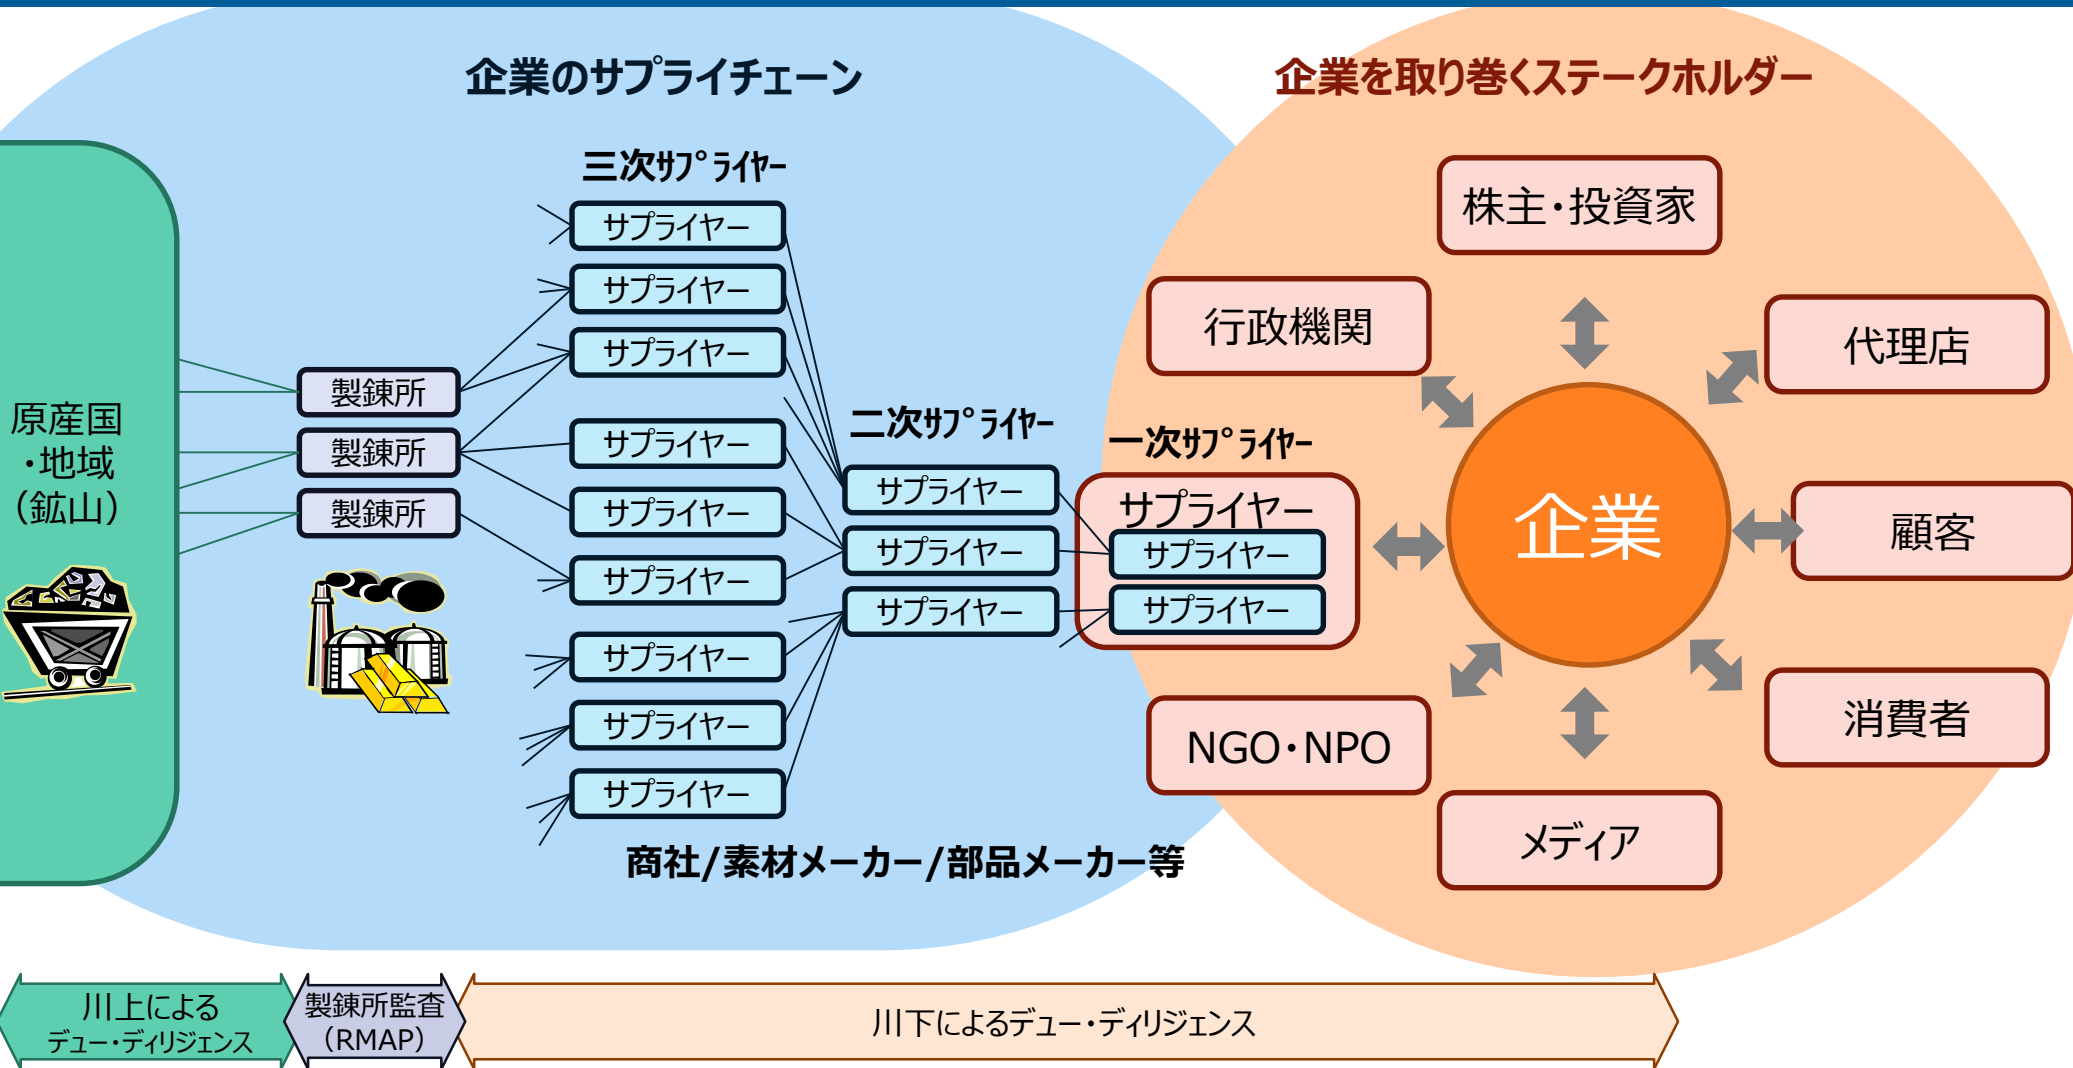 企業のサプライチェーン
企業を取り巻くステークホルダー
三次ｻﾌﾟﾗｲﾔｰ
サプライヤー
サプライヤー
サプライヤー
サプライヤー
サプライヤー
サプライヤー
サプライヤー
サプライヤー
サプライヤー
原産国
・地域
（鉱山）
製錬所
製錬所
製錬所
二次ｻﾌﾟﾗｲﾔｰ
サプライヤー
サプライヤー
サプライヤー
一次ｻﾌﾟﾗｲﾔｰ
サプライヤー
サプライヤー
サプライヤー
商社/素材メーカー/部品メーカー等
株主・投資家
行政機関
代理店
企業
顧客
消費者
NGO・NPO
メディア
川上による
デュー・ディリジェンス
製錬所監査
（RMAP）
川下によるデュー・ディリジェンス